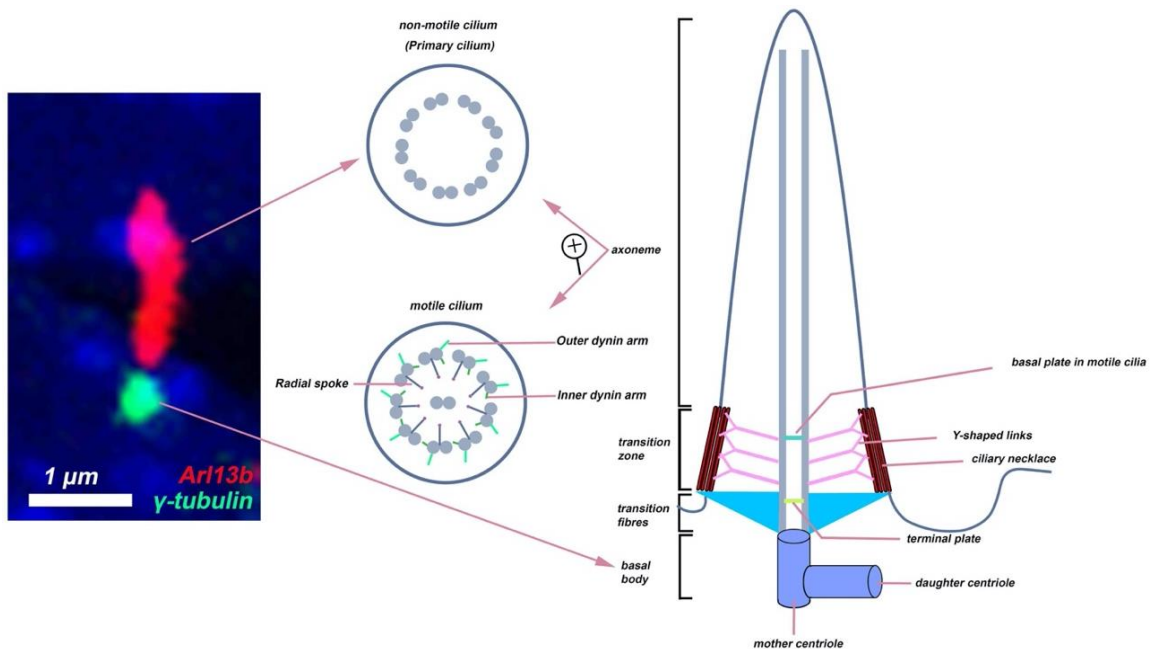 non-motile cilium
(Primary cilium)
axoneme
motile cilium
Outer dynin arm
Radial spoke
Inner dynin arm
1 µm
Arl13b
γ-tubulin
basal plate in motile cilia
transition
zone
Y-shaped links
ciliary necklace
transition
fibres
terminal plate
basal
body
daughter centriole
mother centriole